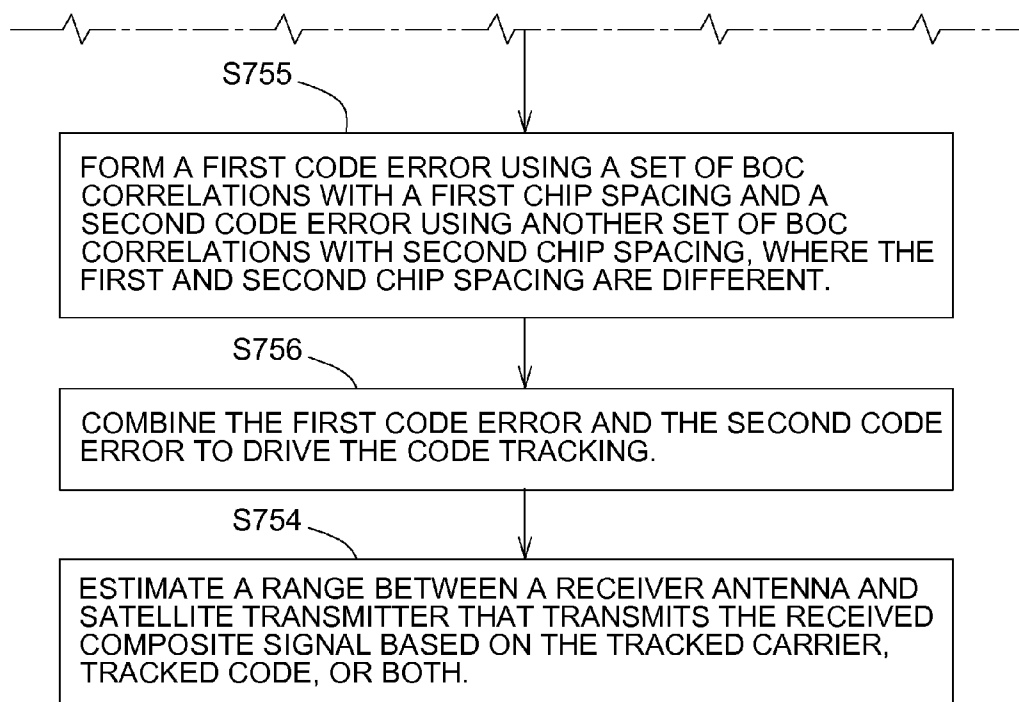 S755
FORM A FIRST CODE ERROR USING A SET OF BOC
CORRELATIONS WITH A FIRST CHIP SPACING AND A
SECOND CODE ERROR USING ANOTHER SET OF BOC
CORRELATIONS WITH SECOND CHIP SPACING, WHERE THE
FIRST AND SECOND CHIP SPACING ARE DIFFERENT.
S756
COMBINE THE FIRST CODE ERROR AND THE SECOND CODE
ERROR TO DRIVE THE CODE TRACKING.
S754
ESTIMATE A RANGE BETWEEN A RECEIVER ANTENNA AND
SATELLITE TRANSMITTER THAT TRANSMITS THE RECEIVED
COMPOSITE SIGNAL BASED ON THE TRACKED CARRIER,
TRACKED CODE, OR BOTH.